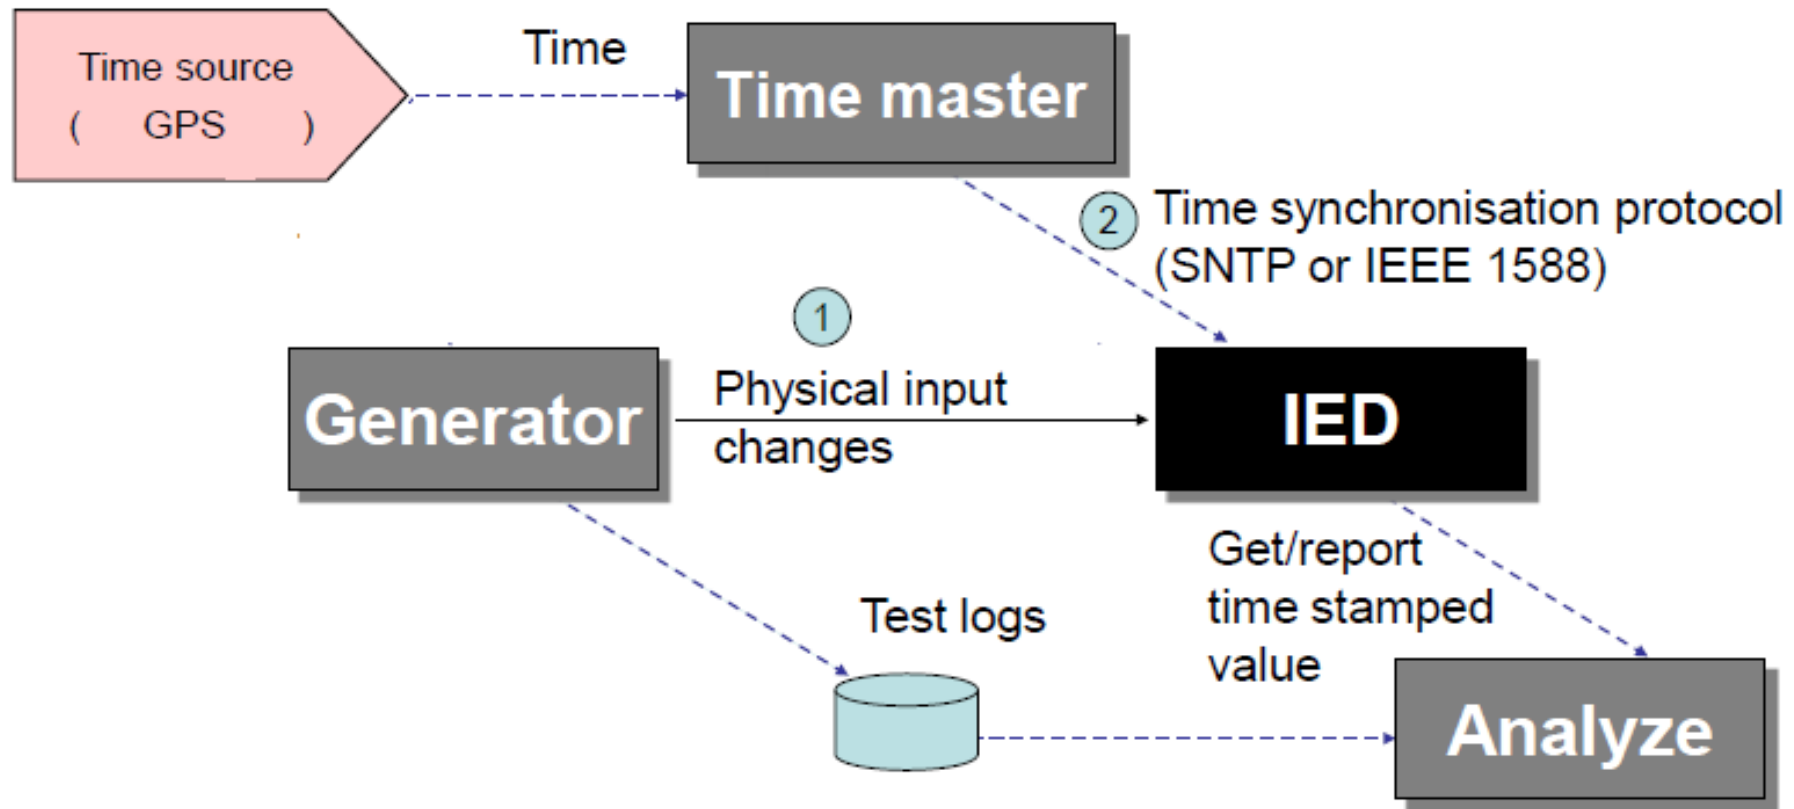 Time source
( GPS )
Time
Time master
2
Time synchronisation protocol
(SNTP or IEEE 1588)
1
Generator
Physical input
changes
IED
Get/report
time stamped
value
Test logs
Analyze